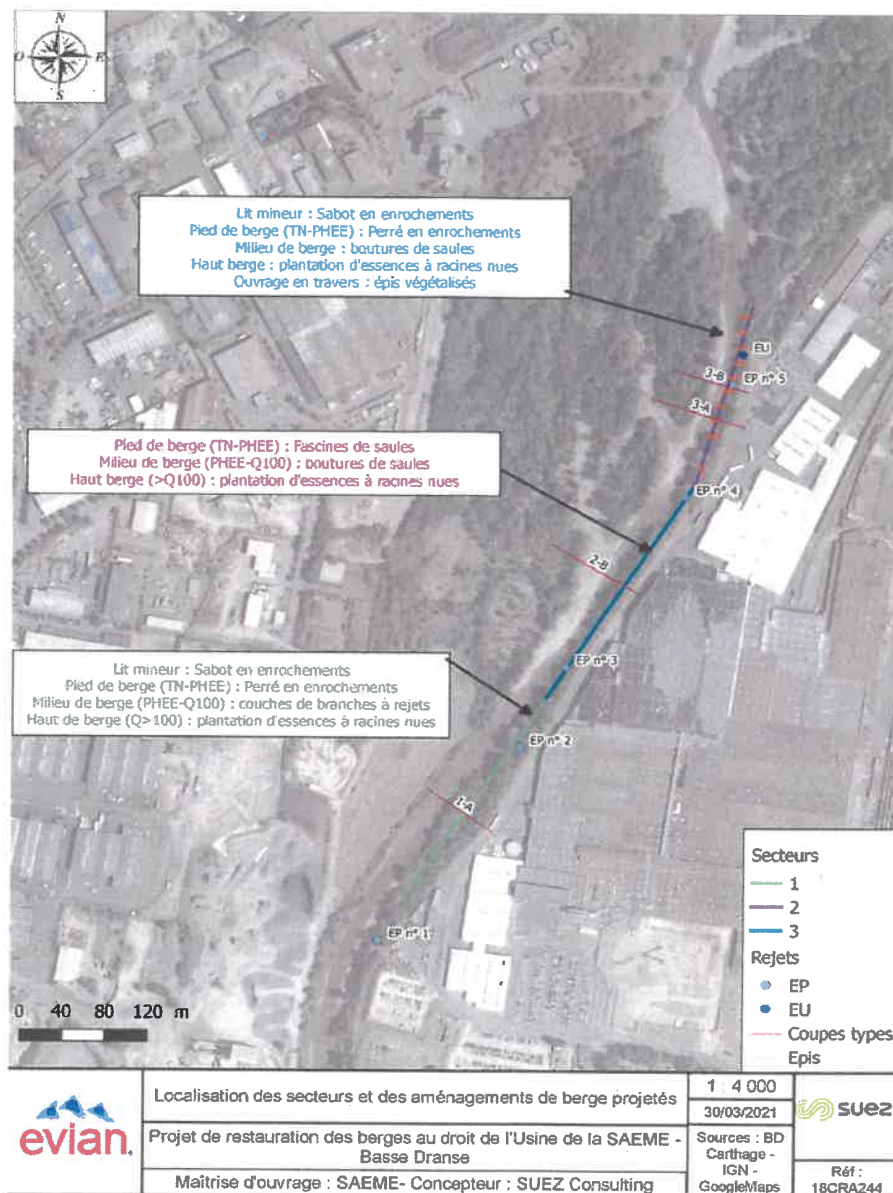 N
O
E
S
Lit mineur : Sabot en enrochements
Pied de berge (TN-PHEE) : Perré en enrochements
Milieu de berge : boutures de saules
Haut berge : plantation d'essences à racines nues
Ouvrage en travers : épis végétalisés
EU
3-B
EP n° 5
3-A
Pied de berge (TN-PHEE) : Fascines de saules
Milieu de berge (PHEE-Q100) : boutures de saules
Haut berge (>Q100) : plantation d'essences à racines nues
EP n° 4
2-B
EP n° 3
Lit mineur : Sabot en enrochements
Pied de berge (TN-PHEE) : Perré en enrochements
Milieu de berge (PHEE-Q100) : couches de branches à rejets
Haut de berge (Q>100) : plantation d'essences à racines nues
EP n° 2
1-A
EP n° 1
Secteurs
1
2
3
Rejets
EP
EU
Coupes types
Epis
0 40 80 120 m
evian.
Localisation des secteurs et des aménagements de berge projetés
Projet de restauration des berges au droit de l'Usine de la SAEME -
Basse Dranse
Maîtrise d'ouvrage : SAEME- Concepteur : SUEZ Consulting
1 : 4 000
30/03/2021
Sources : BD
Carthage -
IGN -
GoogleMaps
suez
Réf :
18CRA244